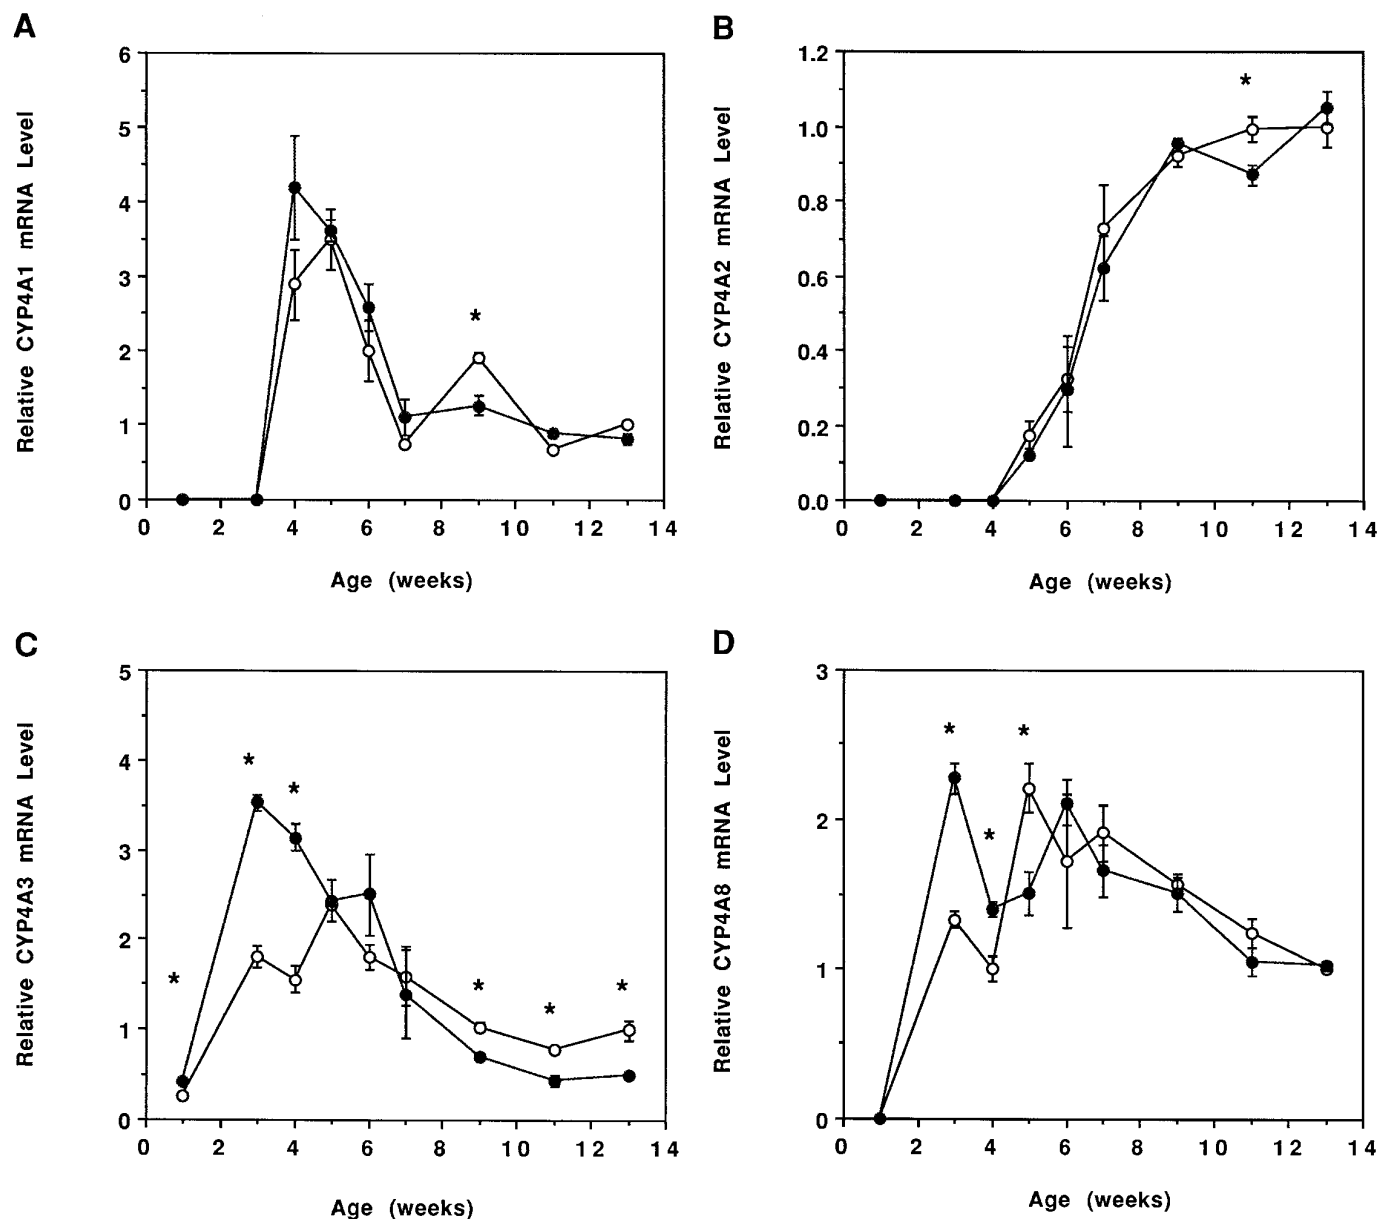 A
Relative CYP4A1 mRNA Level
6
5
4
3
2
1
0
*
0 2 4 6 8 10 12 14
Age (weeks)
B
Relative CYP4A2 mRNA Level
1.2
1.0
0.8
0.6
0.4
0.2
0.0
*
0 2 4 6 8 10 12 14
Age (weeks)
C
Relative CYP4A3 mRNA Level
5
4
3
2
1
0
* * * * * *
0 2 4 6 8 10 12 14
Age (weeks)
D
Relative CYP4A8 mRNA Level
3
2
1
0
* * *
0 2 4 6 8 10 12 14
Age (weeks)